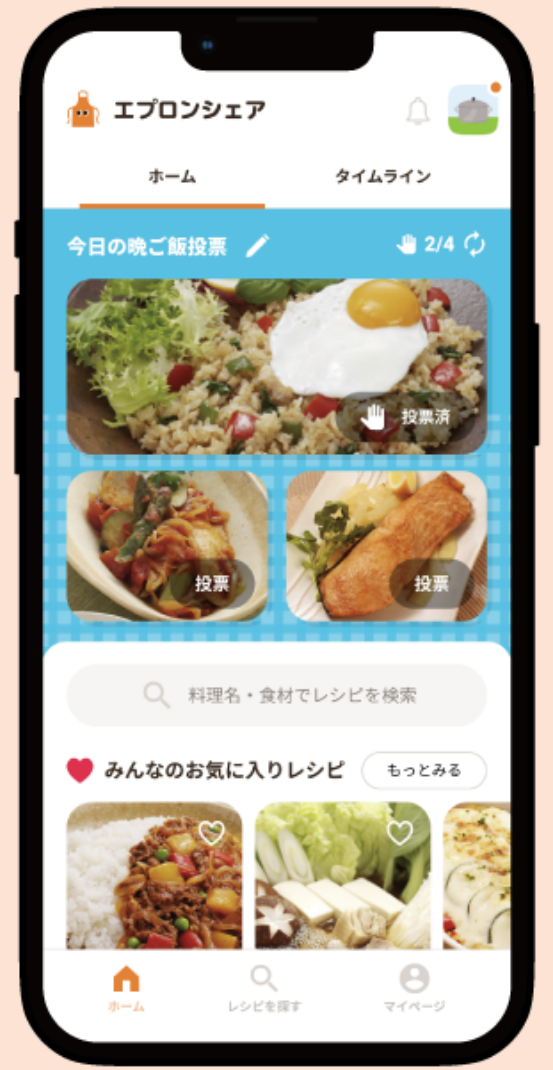 エプロンシェア
ホーム
タイムライン
今日の晩ご飯投票
2/4
投票済
投票
投票
料理名・食材でレシピを検索
みんなのお気に入りレシピ
もっとみる
ホーム
レシピを探す
マイページ